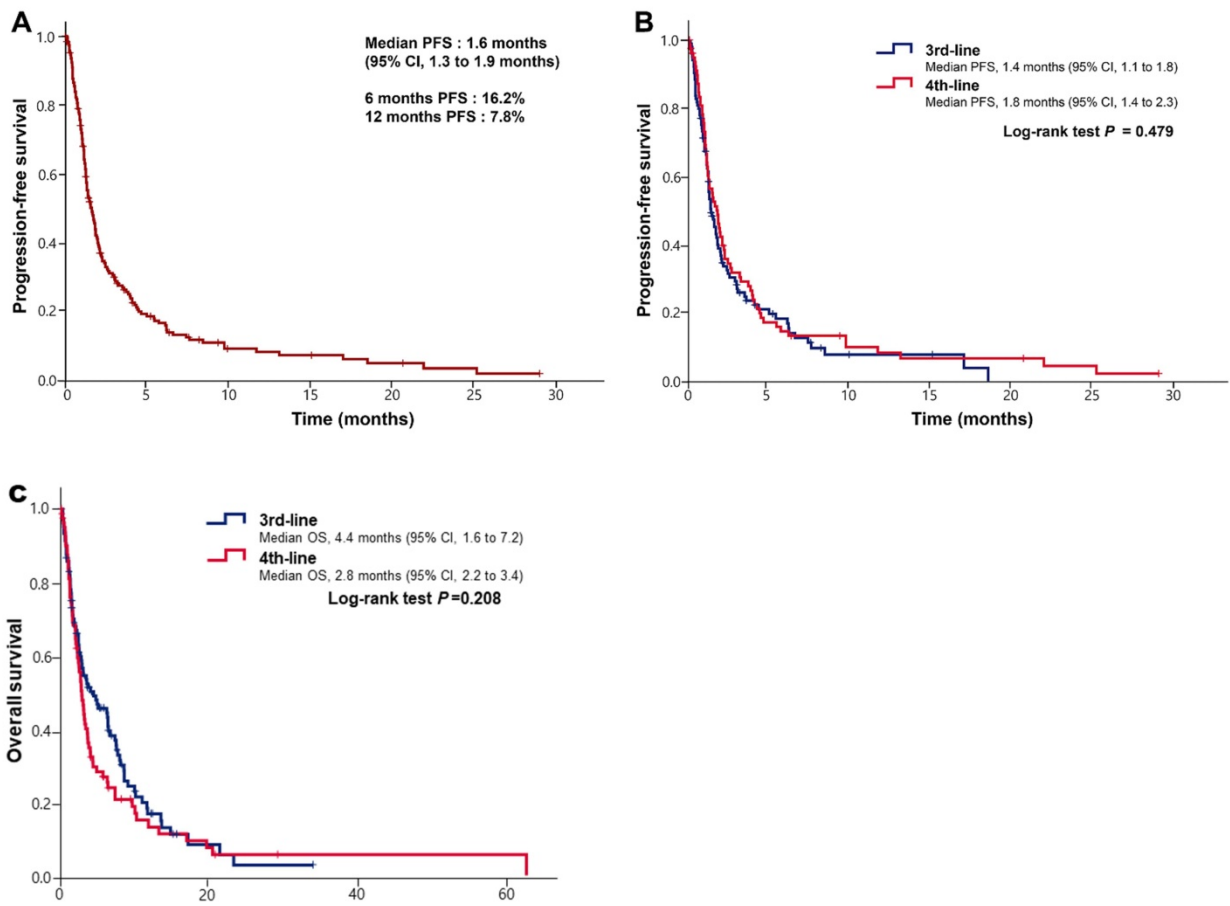 A
Median PFS : 1.6 months
(95% CI, 1.3 to 1.9 months)
6 months PFS : 16.2%
12 months PFS : 7.8%
Progression-free survival
1.0
0.8
0.6
0.4
0.2
0.0
0 5 10 15 20 25 30
Time (months)
B
3rd-line
Median PFS, 1.4 months (95% CI, 1.1 to 1.8)
4th-line
Median PFS, 1.8 months (95% CI, 1.4 to 2.3)
Log-rank test P = 0.479
Progression-free survival
1.0
0.8
0.6
0.4
0.2
0.0
0 5 10 15 20 25 30
Time (months)
C
3rd-line
Median OS, 4.4 months (95% CI, 1.6 to 7.2)
4th-line
Median OS, 2.8 months (95% CI, 2.2 to 3.4)
Log-rank test P=0.208
Overall survival
1.0
0.8
0.6
0.4
0.2
0.0
0 20 40 60